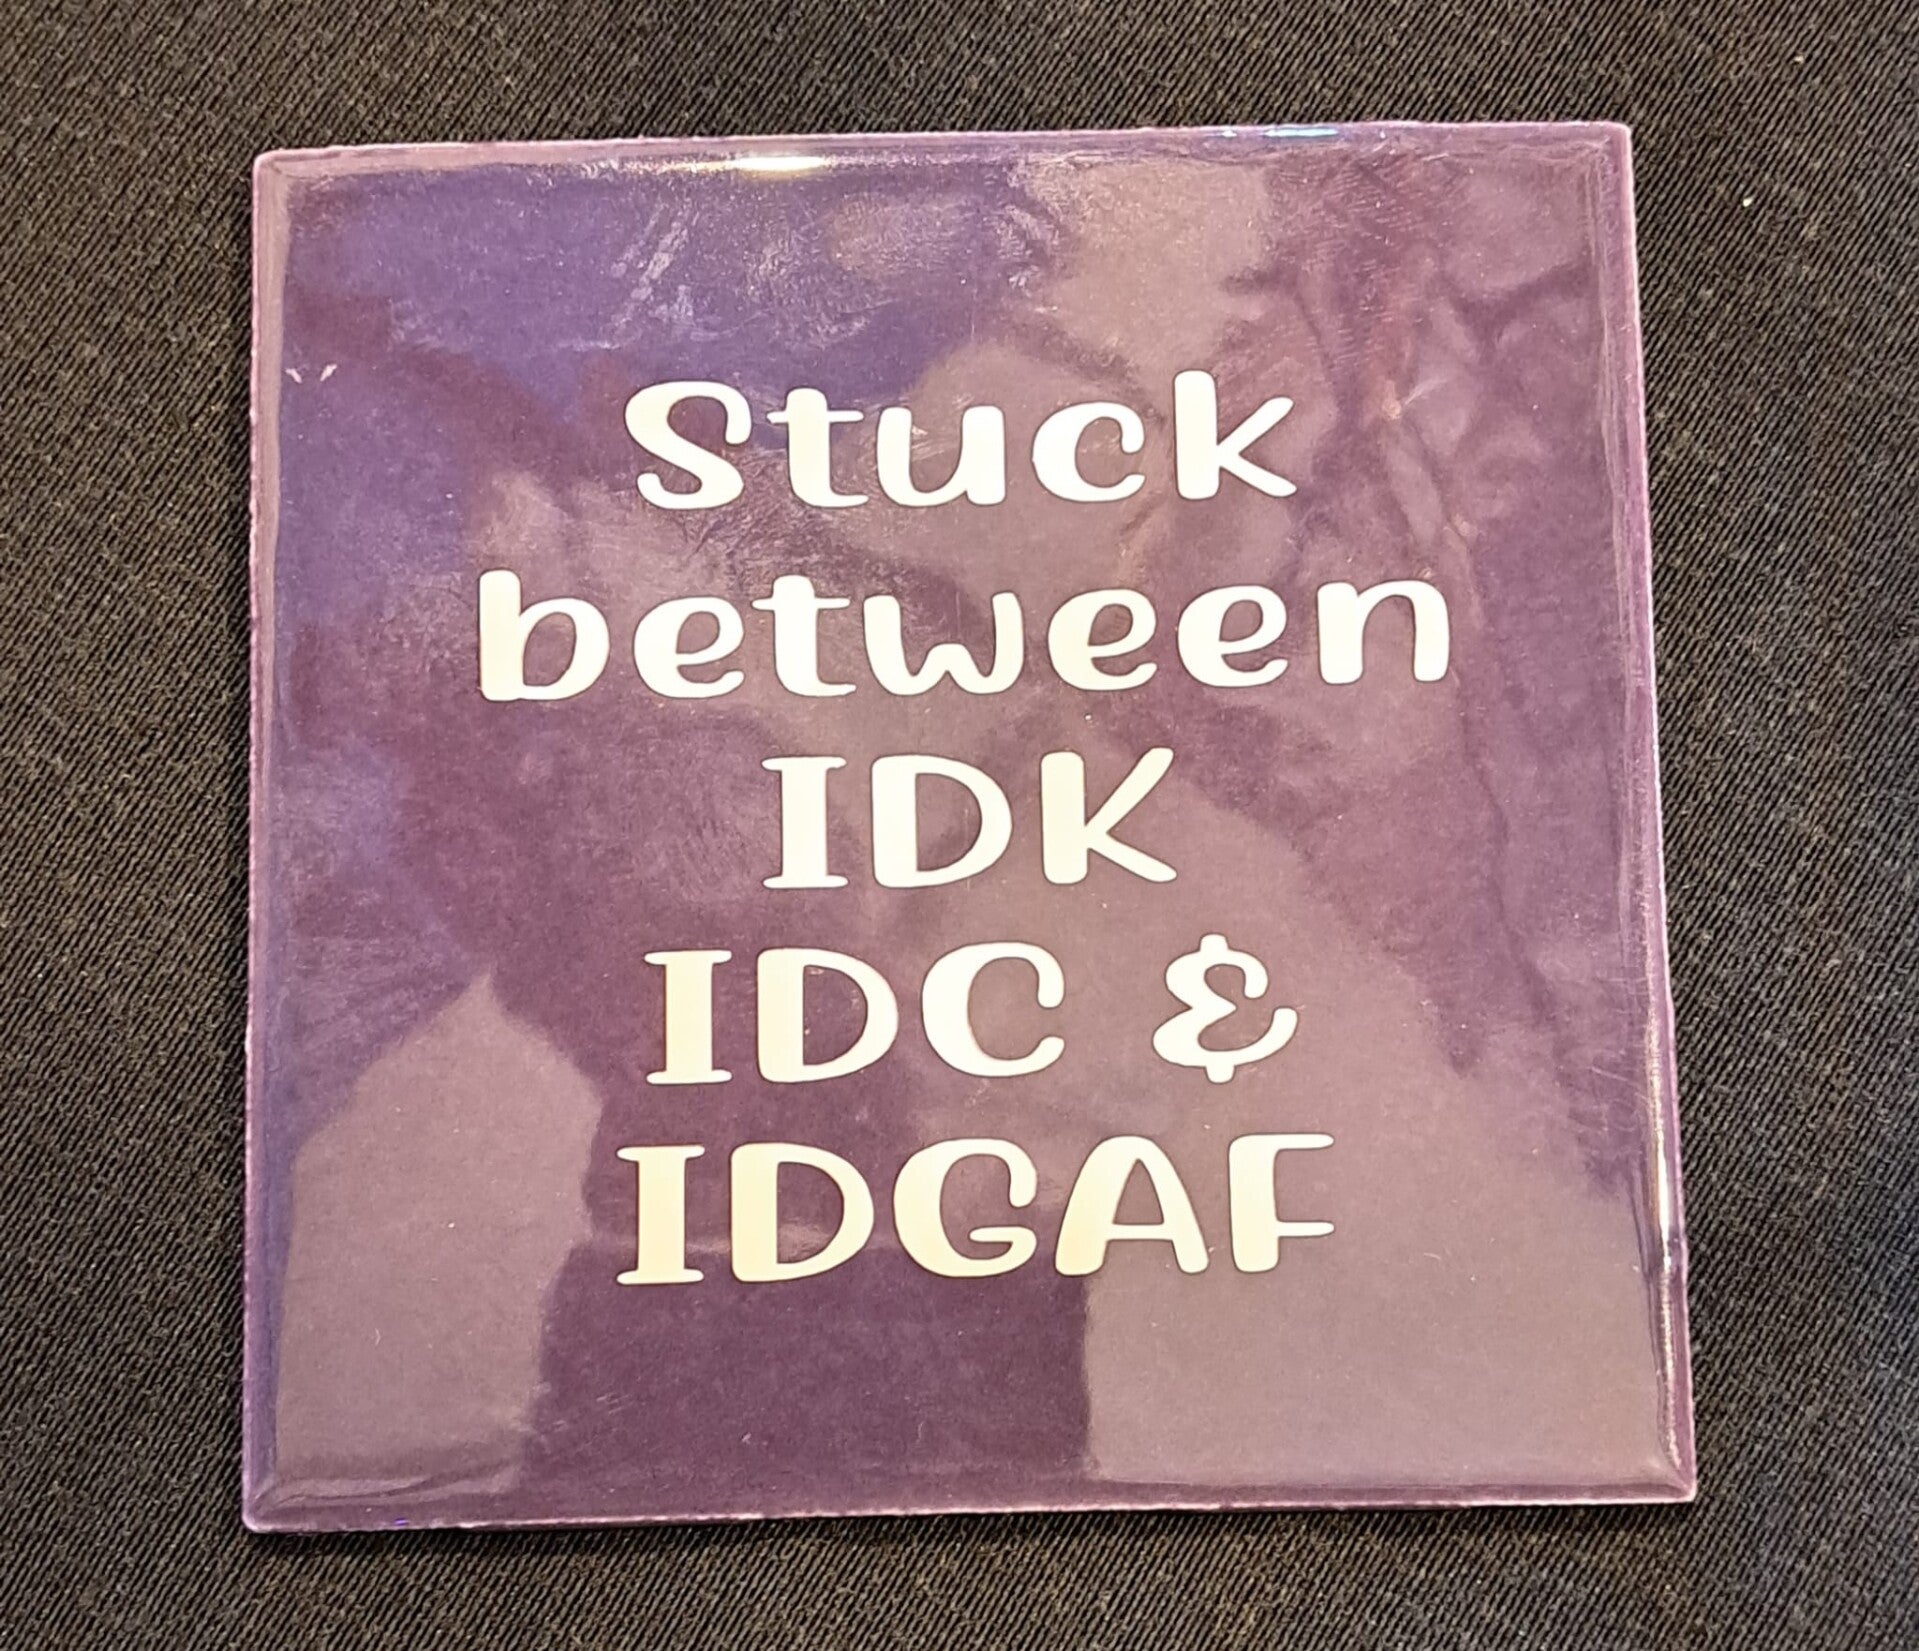 Stuck
between
IDK
IDC &
IDGAF